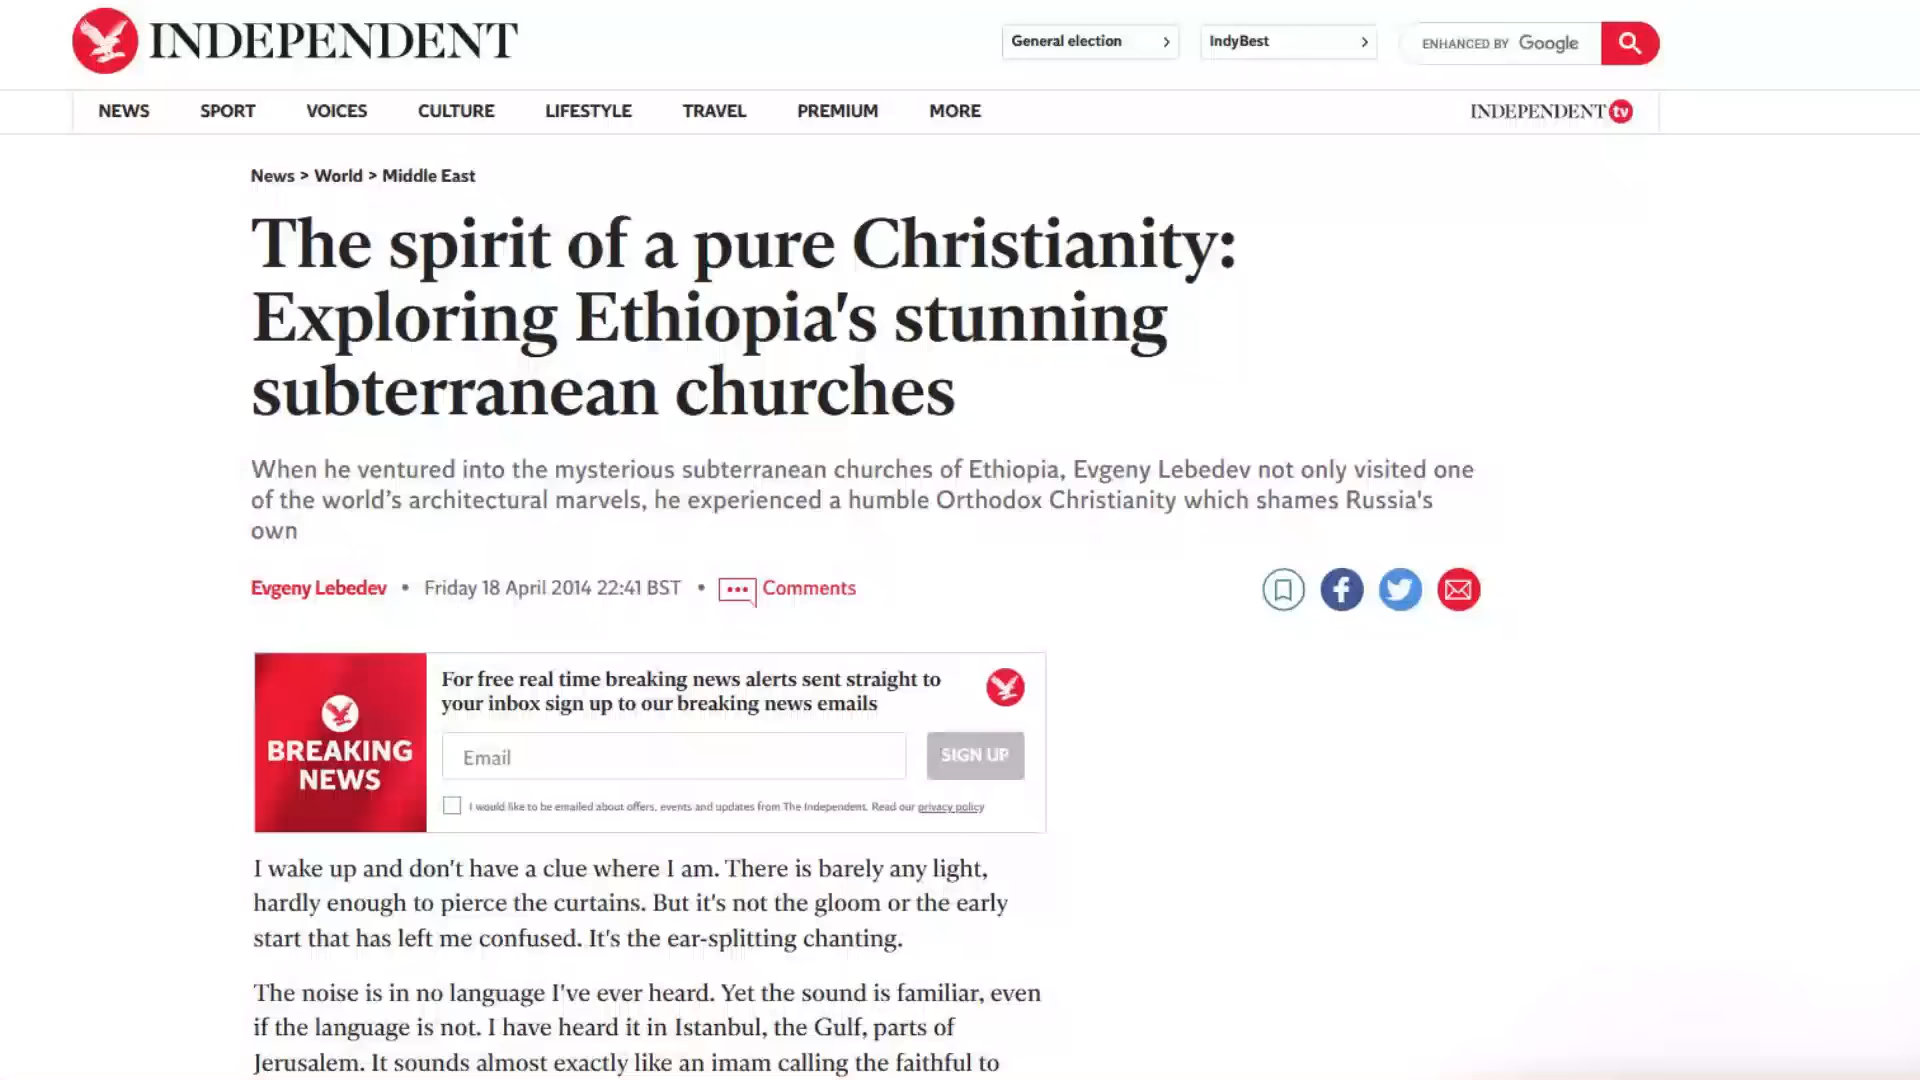 INDEPENDENT
General election
IndyBest
ENHANCED BY Google
NEWS SPORT VOICES CULTURE LIFESTYLE TRAVEL PREMIUM MORE
INDEPENDENT tv
News > World > Middle East
The spirit of a pure Christianity:
Exploring Ethiopia's stunning
subterranean churches
When he ventured into the mysterious subterranean churches of Ethiopia, Evgeny Lebedev not only visited one
of the world’s architectural marvels, he experienced a humble Orthodox Christianity which shames Russia's
own
Evgeny Lebedev • Friday 18 April 2014 22:41 BST • Comments
BREAKING
NEWS
For free real time breaking news alerts sent straight to
your inbox sign up to our breaking news emails
Email
SIGN UP
I would like to be emailed about offers, events and updates from The Independent. Read our privacy policy
I wake up and don't have a clue where I am. There is barely any light,
hardly enough to pierce the curtains. But it's not the gloom or the early
start that has left me confused. It's the ear-splitting chanting.
The noise is in no language I've ever heard. Yet the sound is familiar, even
if the language is not. I have heard it in Istanbul, the Gulf, parts of
Jerusalem. It sounds almost exactly like an imam calling the faithful to